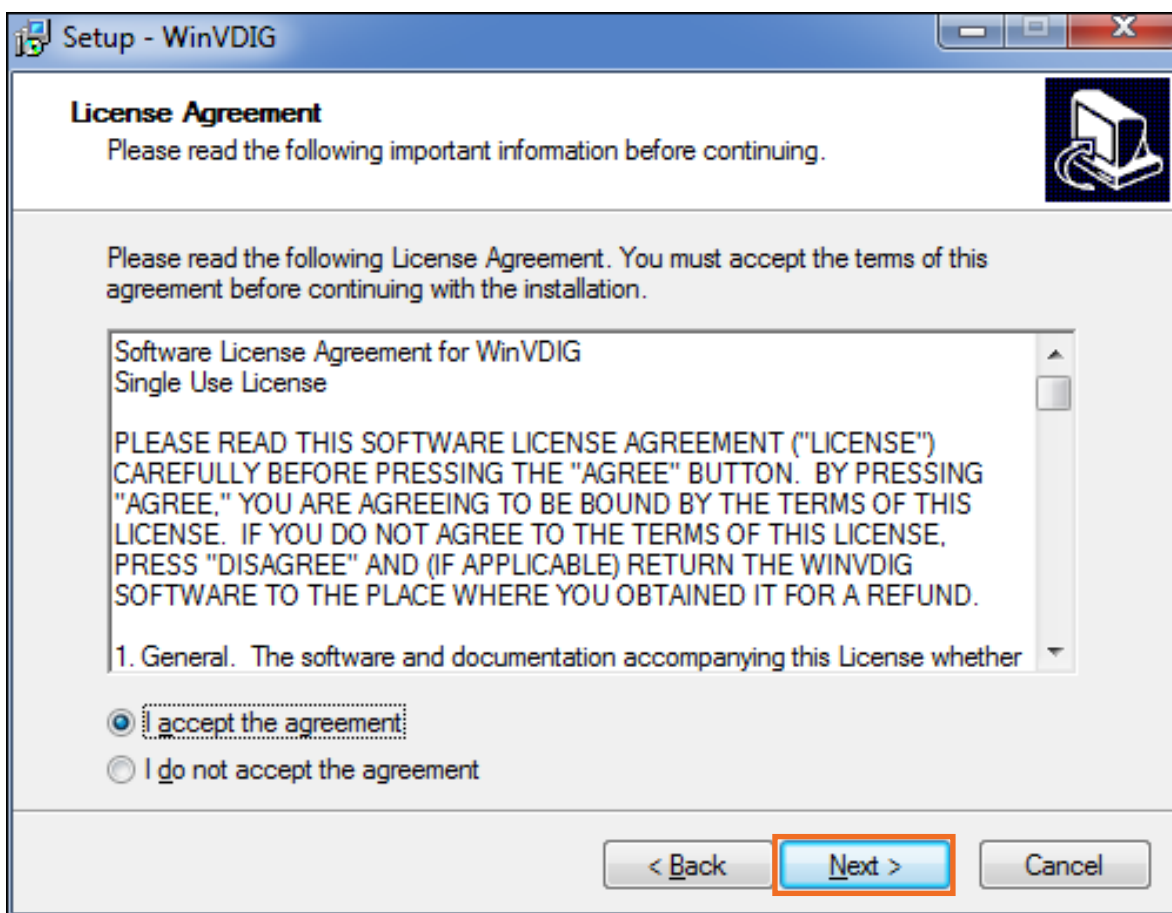 Setup - WinVDIG
License Agreement
Please read the following important information before continuing.
Please read the following License Agreement. You must accept the terms of this
agreement before continuing with the installation.
Software License Agreement for WinVDIG
Single Use License
PLEASE READ THIS SOFTWARE LICENSE AGREEMENT ("LICENSE")
CAREFULLY BEFORE PRESSING THE "AGREE" BUTTON.  BY PRESSING
"AGREE," YOU ARE AGREEING TO BE BOUND BY THE TERMS OF THIS
LICENSE.  IF YOU DO NOT AGREE TO THE TERMS OF THIS LICENSE,
PRESS "DISAGREE" AND (IF APPLICABLE) RETURN THE WINVDIG
SOFTWARE TO THE PLACE WHERE YOU OBTAINED IT FOR A REFUND.
1. General.  The software and documentation accompanying this License whether
I accept the agreement
I do not accept the agreement
< Back
Next >
Cancel